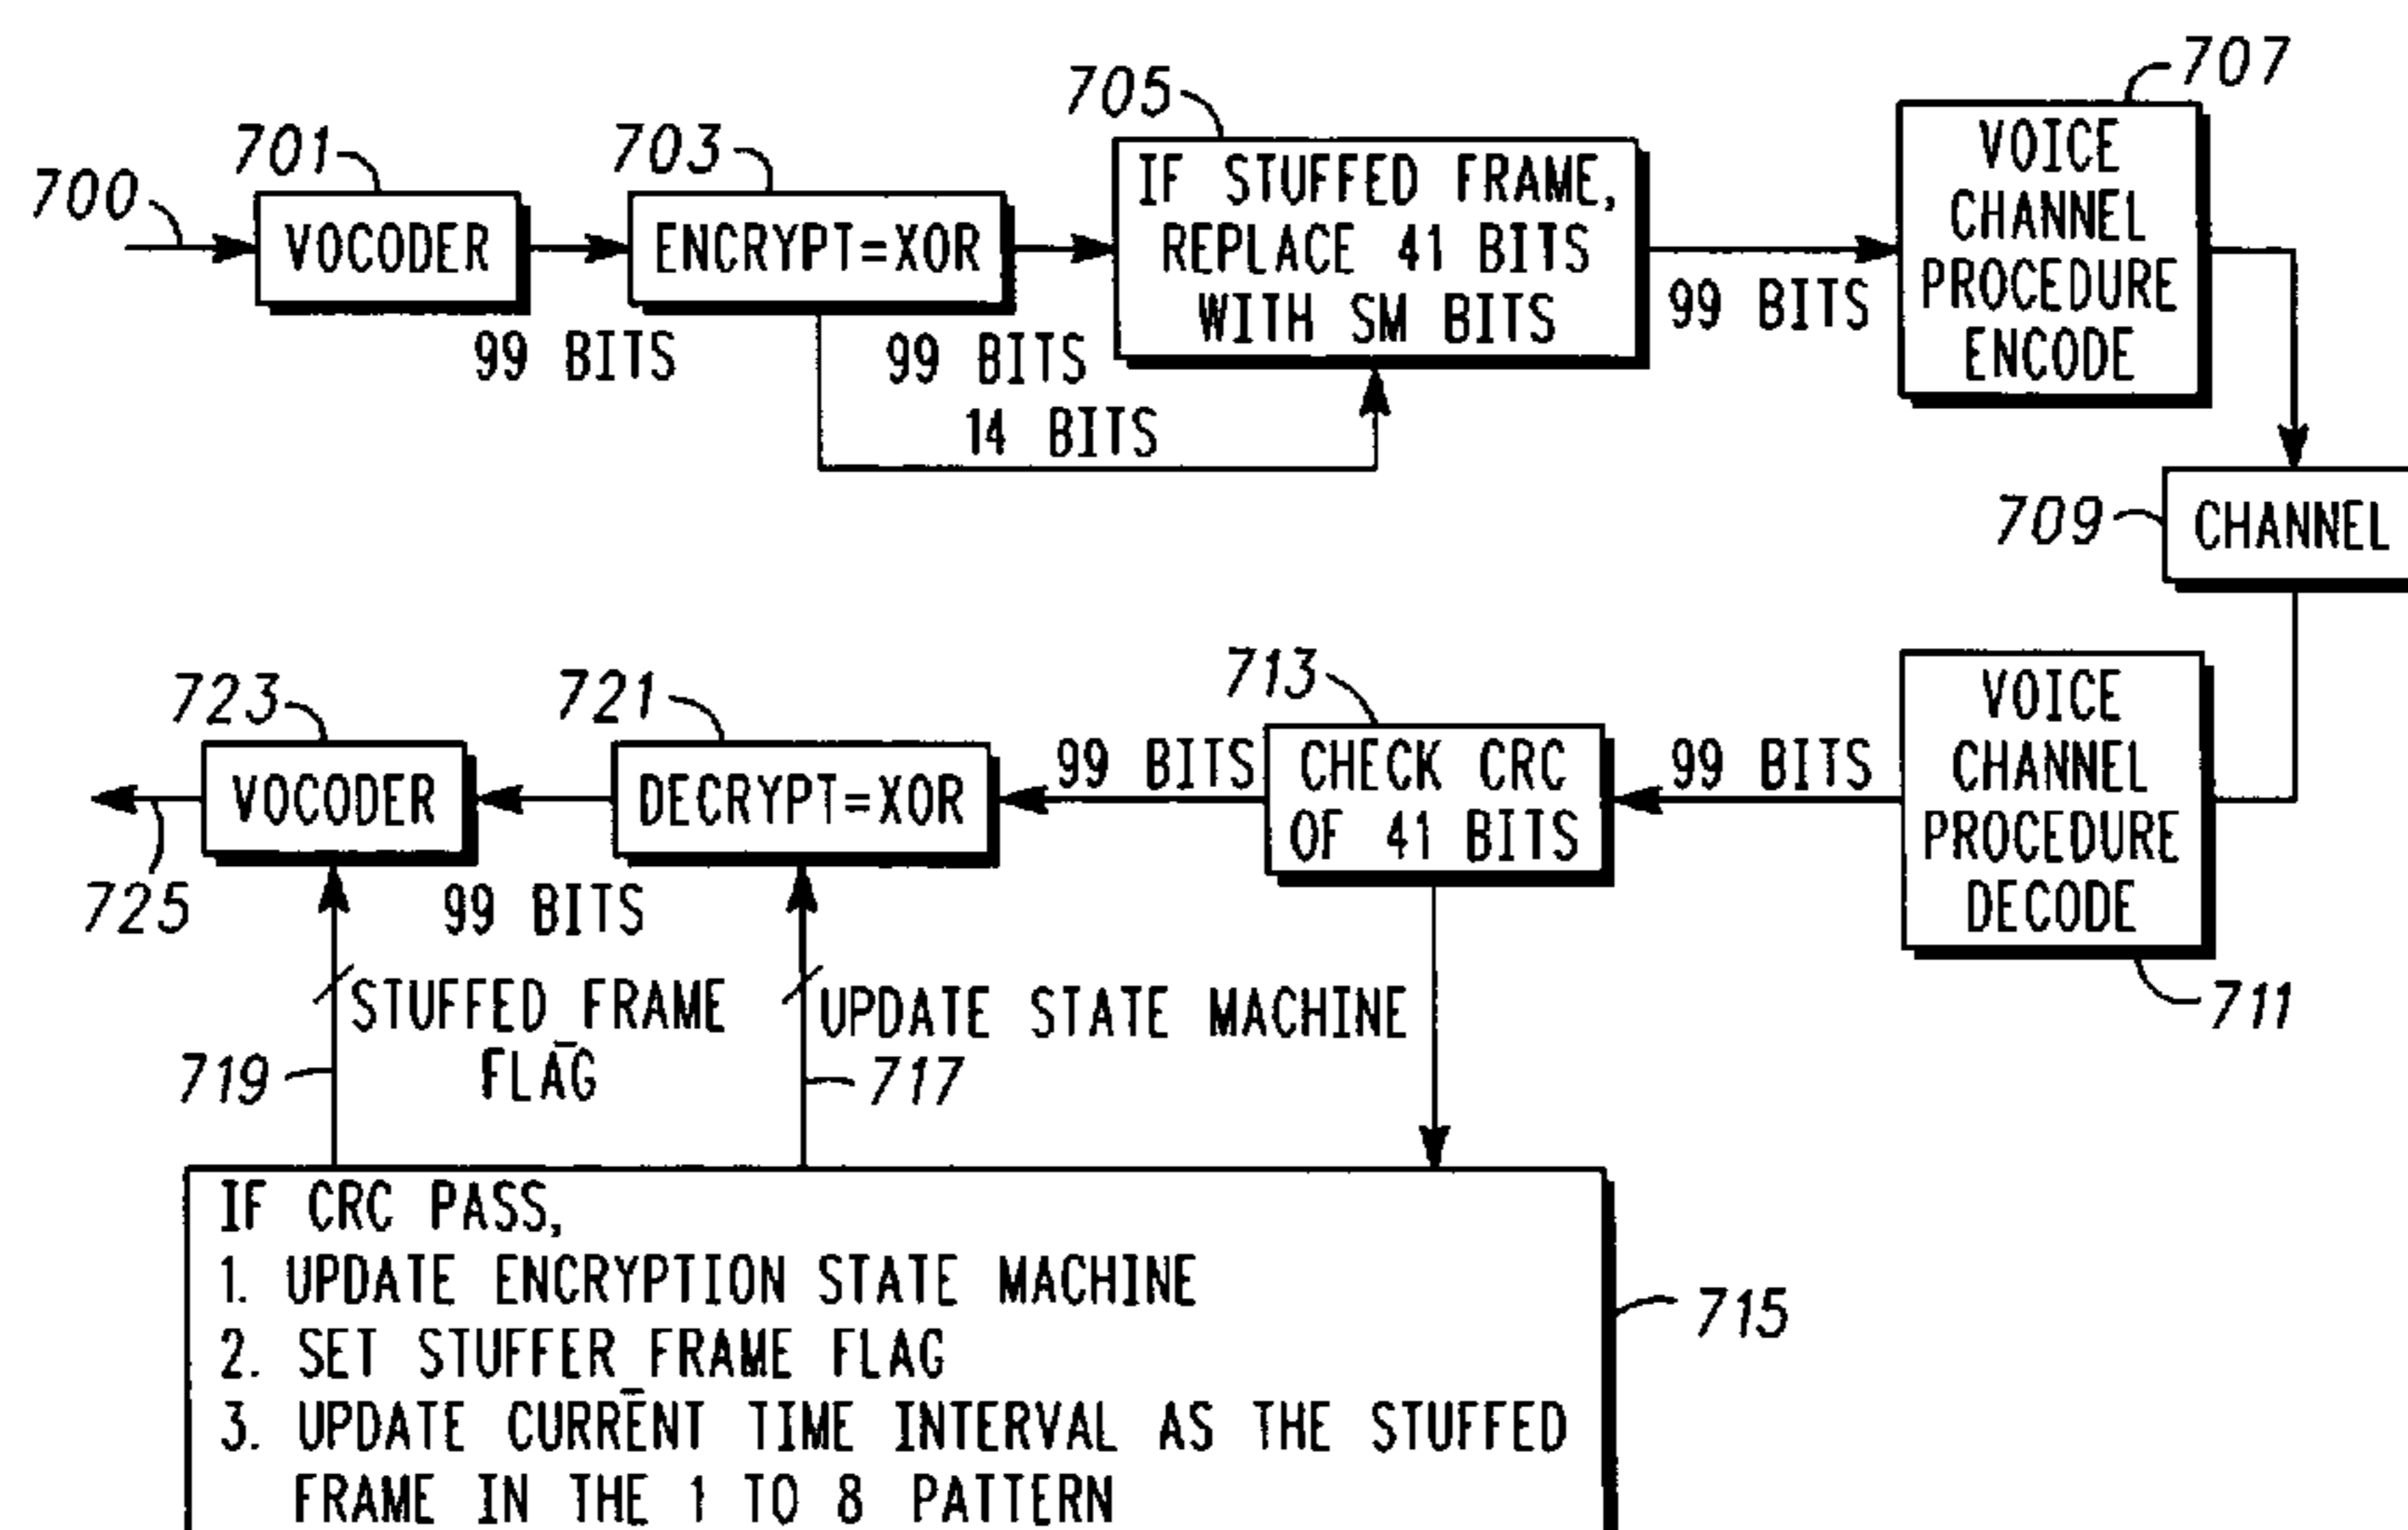 707
705
703
701
700
VOCODER
ENCRYPT=XOR
IF STUFFED FRAME,
REPLACE 41 BITS
WITH SM BITS
VOICE
CHANNEL
PROCEDURE
ENCODE
99 BITS
99 BITS
99 BITS
14 BITS
709
CHANNEL
723
721
713
VOCODER
DECRYPT=XOR
99 BITS
CHECK CRC
OF 41 BITS
99 BITS
VOICE
CHANNEL
PROCEDURE
DECODE
725
99 BITS
711
STUFFED_FRAME
FLAG
UPDATE STATE MACHINE
719
717
IF CRC PASS,
1. UPDATE ENCRYPTION STATE MACHINE
2. SET STUFFER_FRAME FLAG
3. UPDATE CURRENT TIME INTERVAL AS THE STUFFED
FRAME IN THE 1 TO 8 PATTERN
715